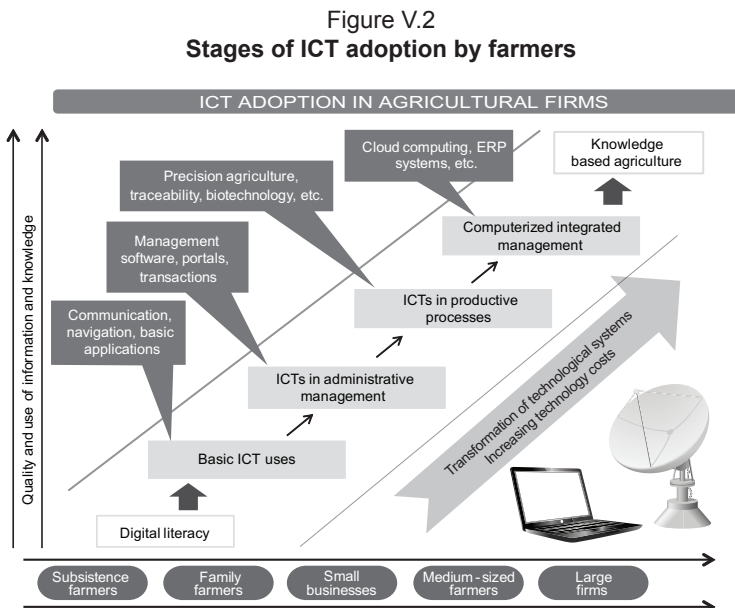 Figure V.2
Stages of ICT adoption by farmers
ICT ADOPTION IN AGRICULTURAL FIRMS
Cloud computing, ERP
systems, etc.
Knowledge
based agriculture
Precision agriculture,
traceability, biotechnology, etc.
Computerized integrated
management
Management
software, portals,
transactions
ICTs in productive
processes
Communication,
navigation, basic
applications
ICTs in administrative
management
Basic ICT uses
Digital literacy
Quality and use of information and knowledge
Transformation of technological systems
Increasing technology costs
Subsistence
farmers
Family
farmers
Small
businesses
Medium-sized
farmers
Large
firms